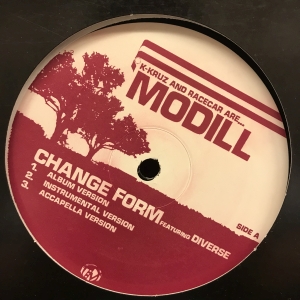 K-KRUZ AND RACECAR ARE...
MODILL
CHANGE FORM FEATURING DIVERSE
1. ALBUM VERSION
2. INSTRUMENTAL VERSION
3. ACCAPELLA VERSION
SIDE A